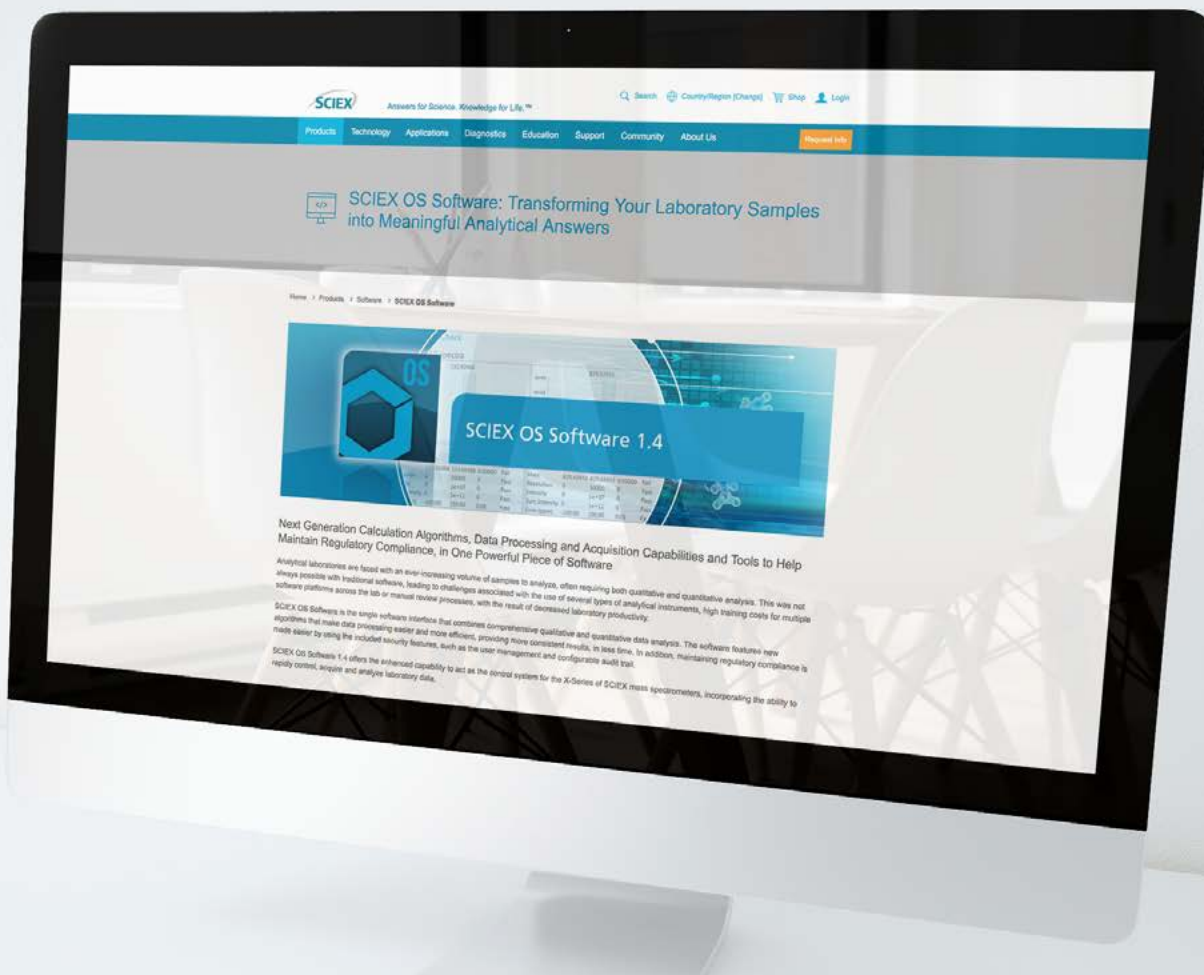 SCIEX Answers for Science. Knowledge for Life.™ Search Country/Region (Change) Shop Login
Products Technology Applications Diagnostics Education Support Community About Us Request Info
SCIEX OS Software: Transforming Your Laboratory Samples
into Meaningful Analytical Answers
Home > Products > Software > SCIEX OS Software
OS
SCIEX OS Software 1.4
Next Generation Calculation Algorithms, Data Processing and Acquisition Capabilities and Tools to Help
Maintain Regulatory Compliance, in One Powerful Piece of Software
Analytical laboratories are faced with an ever-increasing volume of samples to analyze, often requiring both qualitative and quantitative analysis. This was not
always possible with traditional software, leading to challenges associated with the use of several types of analytical instruments, high training costs for multiple
software platforms across the lab or manual review processes, with the result of decreased laboratory productivity.
SCIEX OS Software is the single software interface that combines comprehensive qualitative and quantitative data analysis. The software features new
algorithms that make data processing easier and more efficient, providing more consistent results, in less time. In addition, maintaining regulatory compliance is
made easier by using the included security features, such as the user management and configurable audit trail.
SCIEX OS Software 1.4 offers the enhanced capability to act as the control system for the X-Series of SCIEX mass spectrometers, incorporating the ability to
rapidly control, acquire and analyse laboratory data.